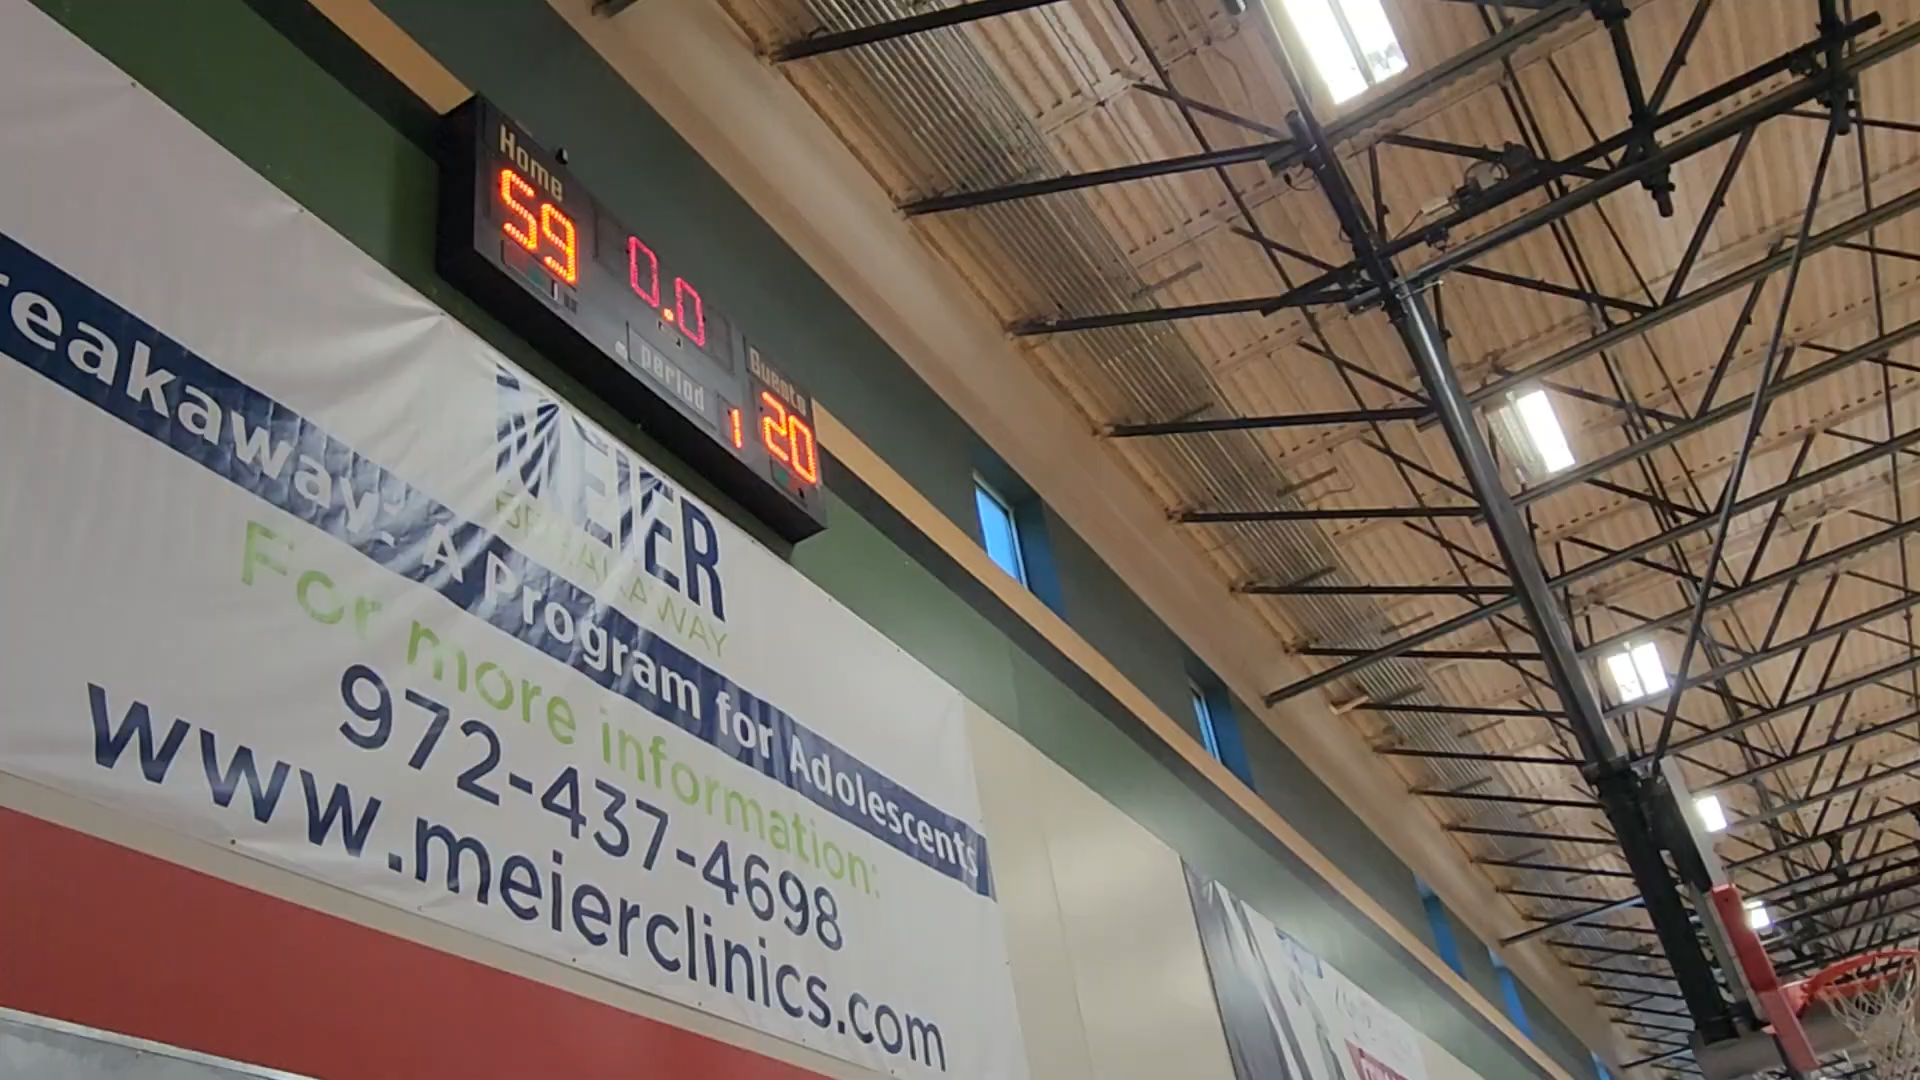 Home
59
0.0
period 1
Guests
20
MEIER
BREAKAWAY
reakaway - A Program for Adolescents
For more information:
972-437-4698
www.meierclinics.com